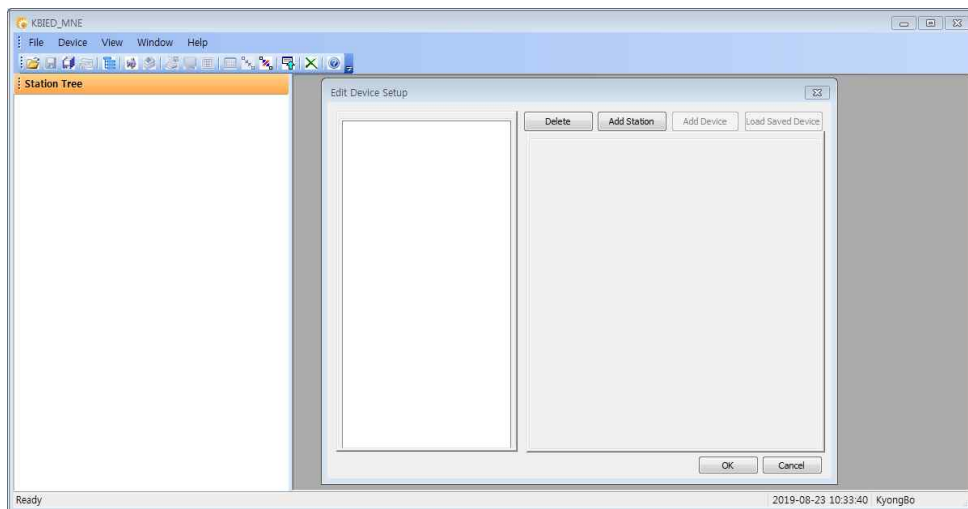 KBIED_MNE
File Device View Window Help
Station Tree
Edit Device Setup
Delete Add Station Add Device Load Saved Device
OK Cancel
Ready 2019-08-23 10:33:40 KyongBo